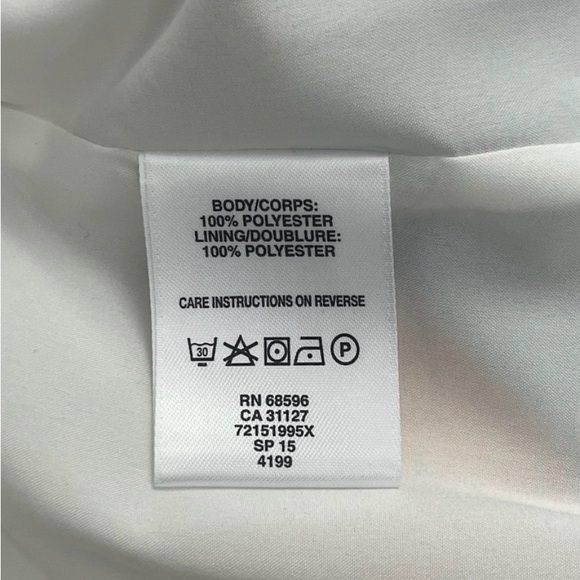 BODY/CORPS:
100% POLYESTER
LINING/DOUBLURE:
100% POLYESTER
CARE INSTRUCTIONS ON REVERSE
30 P
RN 68596
CA 31127
72151995X
SP 15
4199